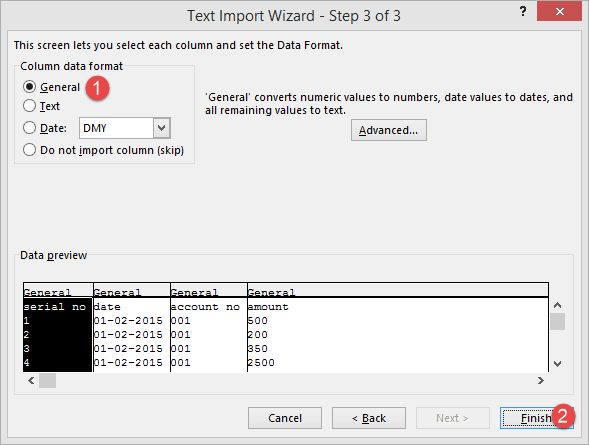 Text Import Wizard - Step 3 of 3
? ×
This screen lets you select each column and set the Data Format.
Column data format
General 1
Text
Date: DMY
Do not import column (skip)
'General' converts numeric values to numbers, date values to dates, and
all remaining values to text.
Advanced...
Data preview
General General General General
serial no date account no amount
1 01-02-2015 001 500
2 01-02-2015 001 200
3 01-02-2015 001 350
4 01-02-2015 001 2500
Cancel < Back Next > Finish 2